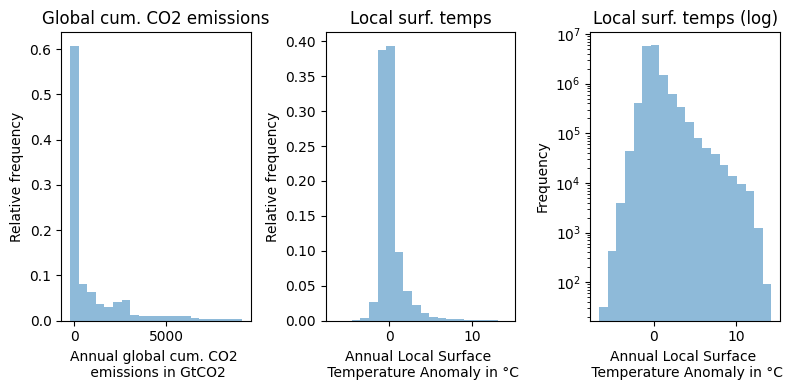 Global cum. CO2 emissions
Relative frequency
0.6
0.5
0.4
0.3
0.2
0.1
0.0
0 5000
Annual global cum. CO2
emissions in GtCO2
Local surf. temps
Relative frequency
0.40
0.35
0.30
0.25
0.20
0.15
0.10
0.05
0.00
0 10
Annual Local Surface
Temperature Anomaly in °C
Local surf. temps (log)
Frequency
10⁷
10⁶
10⁵
10⁴
10³
10²
0 10
Annual Local Surface
Temperature Anomaly in °C